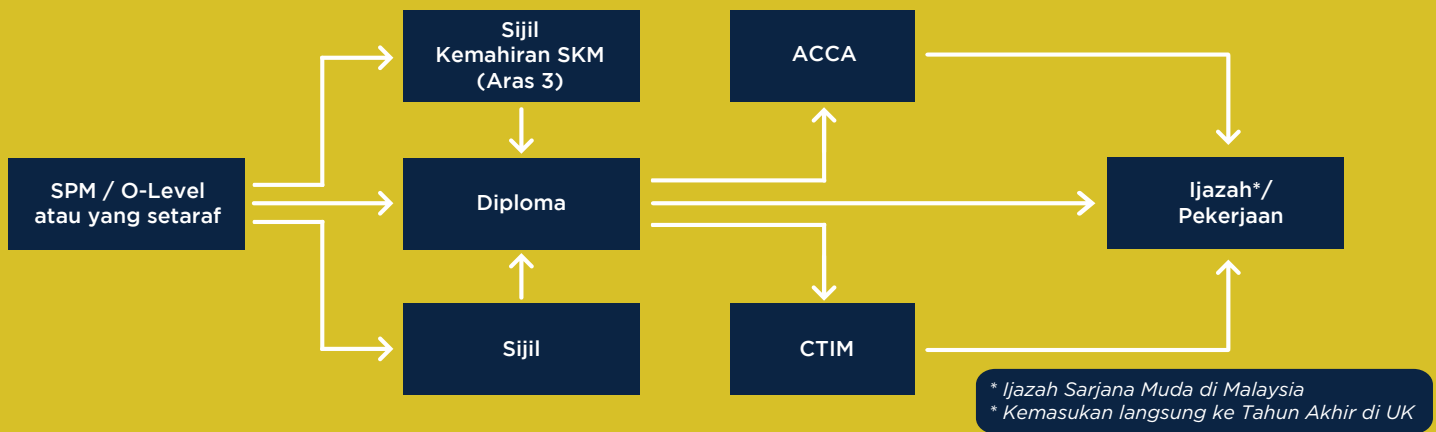 Sijil
Kemahiran SKM
(Aras 3)
ACCA
SPM / O-Level
atau yang setaraf
Diploma
Ijazah*/
Pekerjaan
Sijil
CTIM
* Ijazah Sarjana Muda di Malaysia
* Kemasukan langsung ke Tahun Akhir di UK